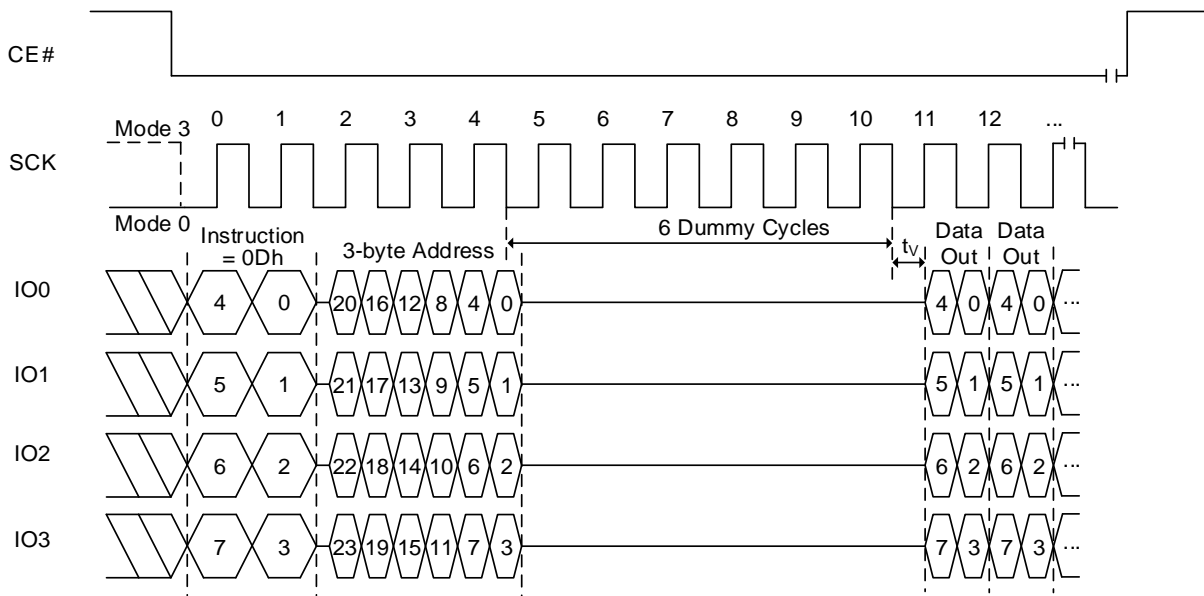 CE#
0 1 2 3 4 5 6 7 8 9 10 11 12 ...
Mode 3
SCK
Mode 0
6 Dummy Cycles
Instruction
= 0Dh
3-byte Address
tV
Data
Out
Data
Out
IO0 4 0 20 16 12 8 4 0 4 0 4 0 ...
IO1 5 1 21 17 13 9 5 1 5 1 5 1 ...
IO2 6 2 22 18 14 10 6 2 6 2 6 2 ...
IO3 7 3 23 19 15 11 7 3 7 3 7 3 ...